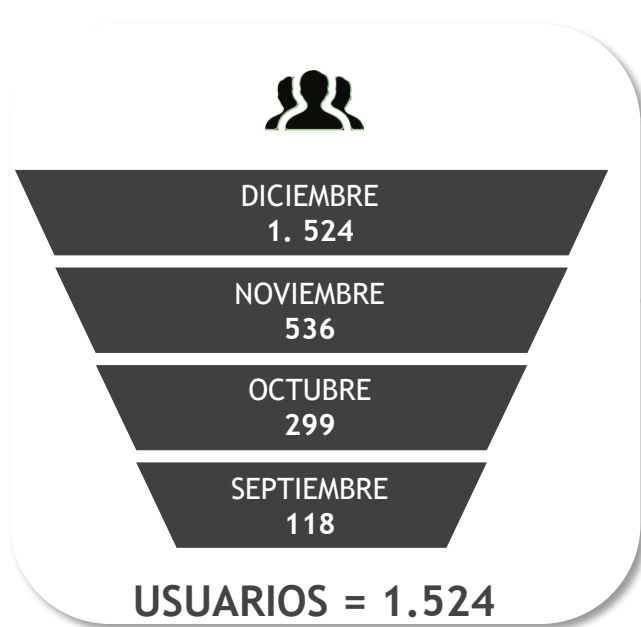 DICIEMBRE
1. 524
NOVIEMBRE
536
OCTUBRE
299
SEPTIEMBRE
118
USUARIOS = 1.524